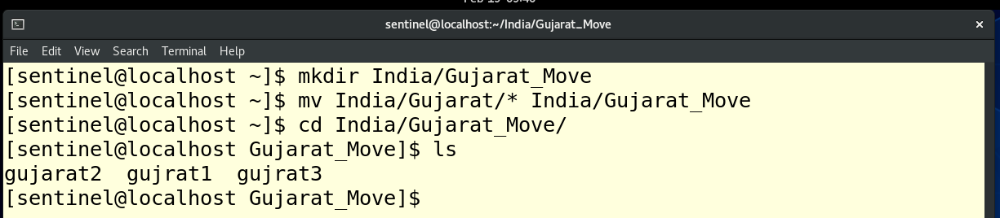 sentinel@localhost:~/India/Gujarat_Move
File Edit View Search Terminal Help
[sentinel@localhost ~]$ mkdir India/Gujarat_Move
[sentinel@localhost ~]$ mv India/Gujarat/* India/Gujarat_Move
[sentinel@localhost ~]$ cd India/Gujarat_Move/
[sentinel@localhost Gujarat_Move]$ ls
gujarat2 gujrat1 gujrat3
[sentinel@localhost Gujarat_Move]$